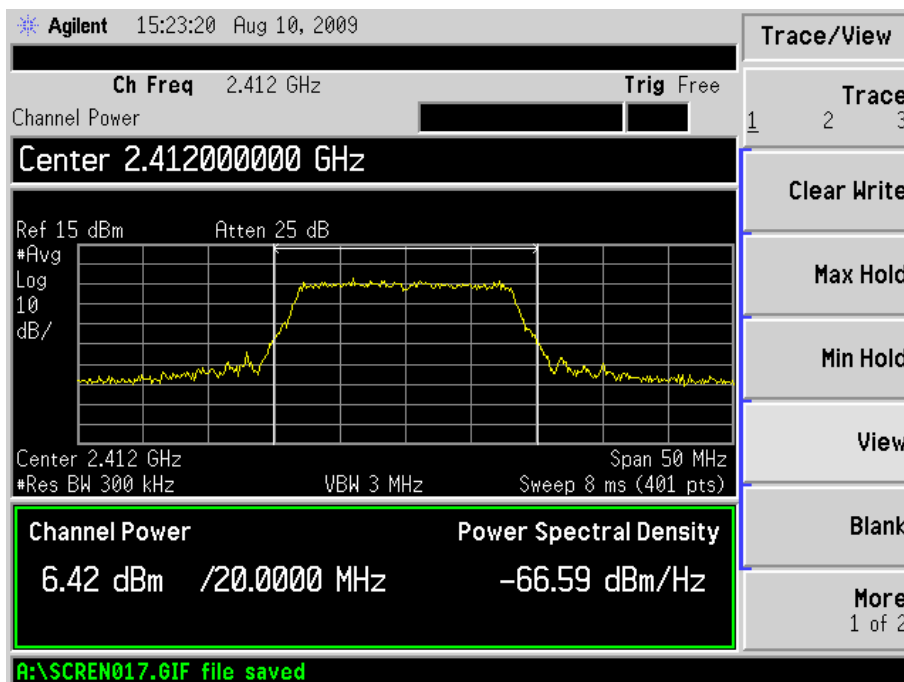 Agilent 15:23:20 Aug 10, 2009
Ch Freq 2.412 GHz Trig Free
Channel Power
Center 2.412000000 GHz
Ref 15 dBm Atten 25 dB
#Avg
Log
10
dB/
Center 2.412 GHz Span 50 MHz
#Res BW 300 kHz VBW 3 MHz Sweep 8 ms (401 pts)
Channel Power Power Spectral Density
6.42 dBm /20.0000 MHz -66.59 dBm/Hz
A:\SCREN017.GIF file saved
Trace/View
Trace
1 2 3
Clear Write
Max Hold
Min Hold
View
Blank
More
1 of 2